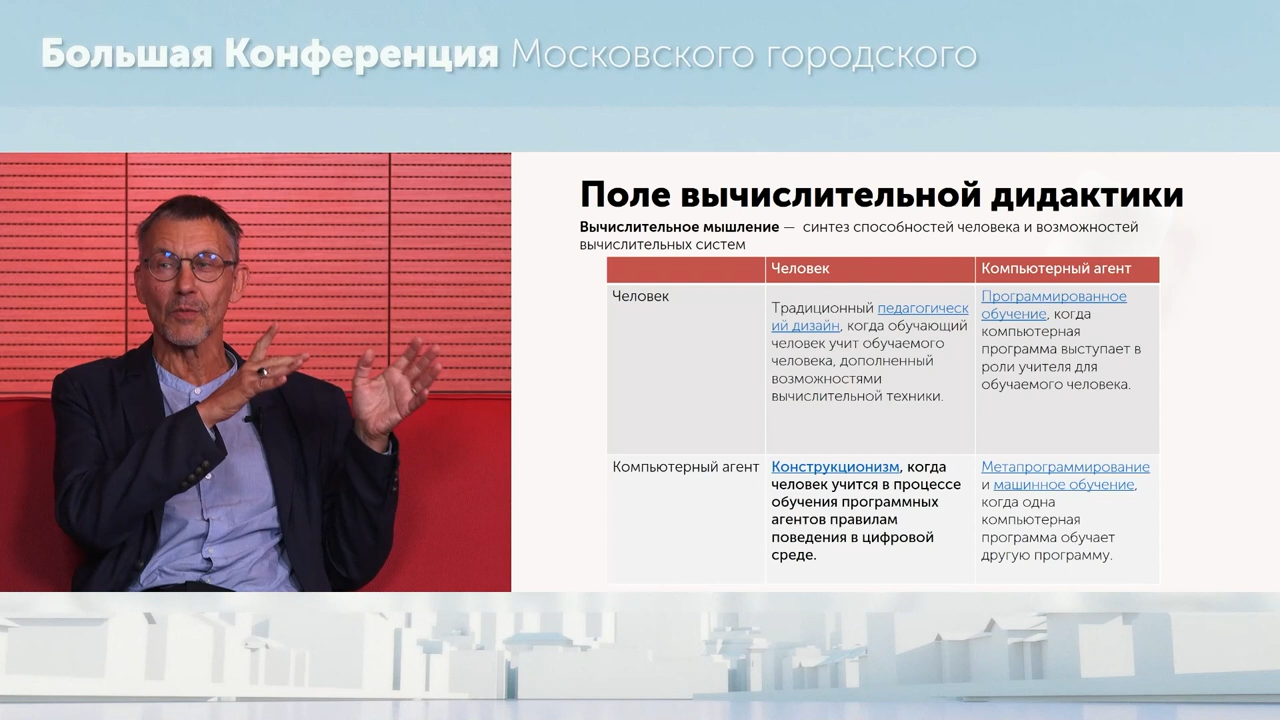 Большая Конференция Московского городского
Поле вычислительной дидактики
Вычислительное мышление — синтез способностей человека и возможностей
вычислительных систем
Человек
Компьютерный агент
Человек
Традиционный педагогическ
ий дизайн, когда обучающий
человек учит обучаемого
человека, дополненный
возможностями
вычислительной техники.
Программированное
обучение, когда
компьютерная
программа выступает в
роли учителя для
обучаемого человека.
Компьютерный агент
Конструкционизм, когда
человек учится в процессе
обучения программных
агентов правилам
поведения в цифровой
среде.
Метапрограммирование
и машинное обучение,
когда одна
компьютерная
программа обучает
другую программу.